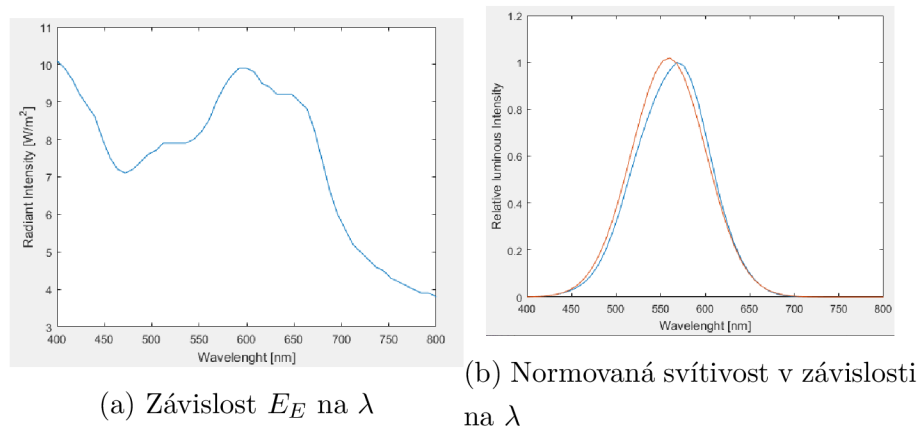 11
10
9
8
7
6
5
4
3
Radiant Intensity [W/m²]
400 450 500 550 600 650 700 750 800
Wavelenght [nm]
(a) Závislost E_E na λ
1.2
1
0.8
0.6
0.4
0.2
0
Relative luminous Intensity
400 450 500 550 600 650 700 750 800
Wavelenght [nm]
(b) Normovaná svítivost v závislosti
na λ